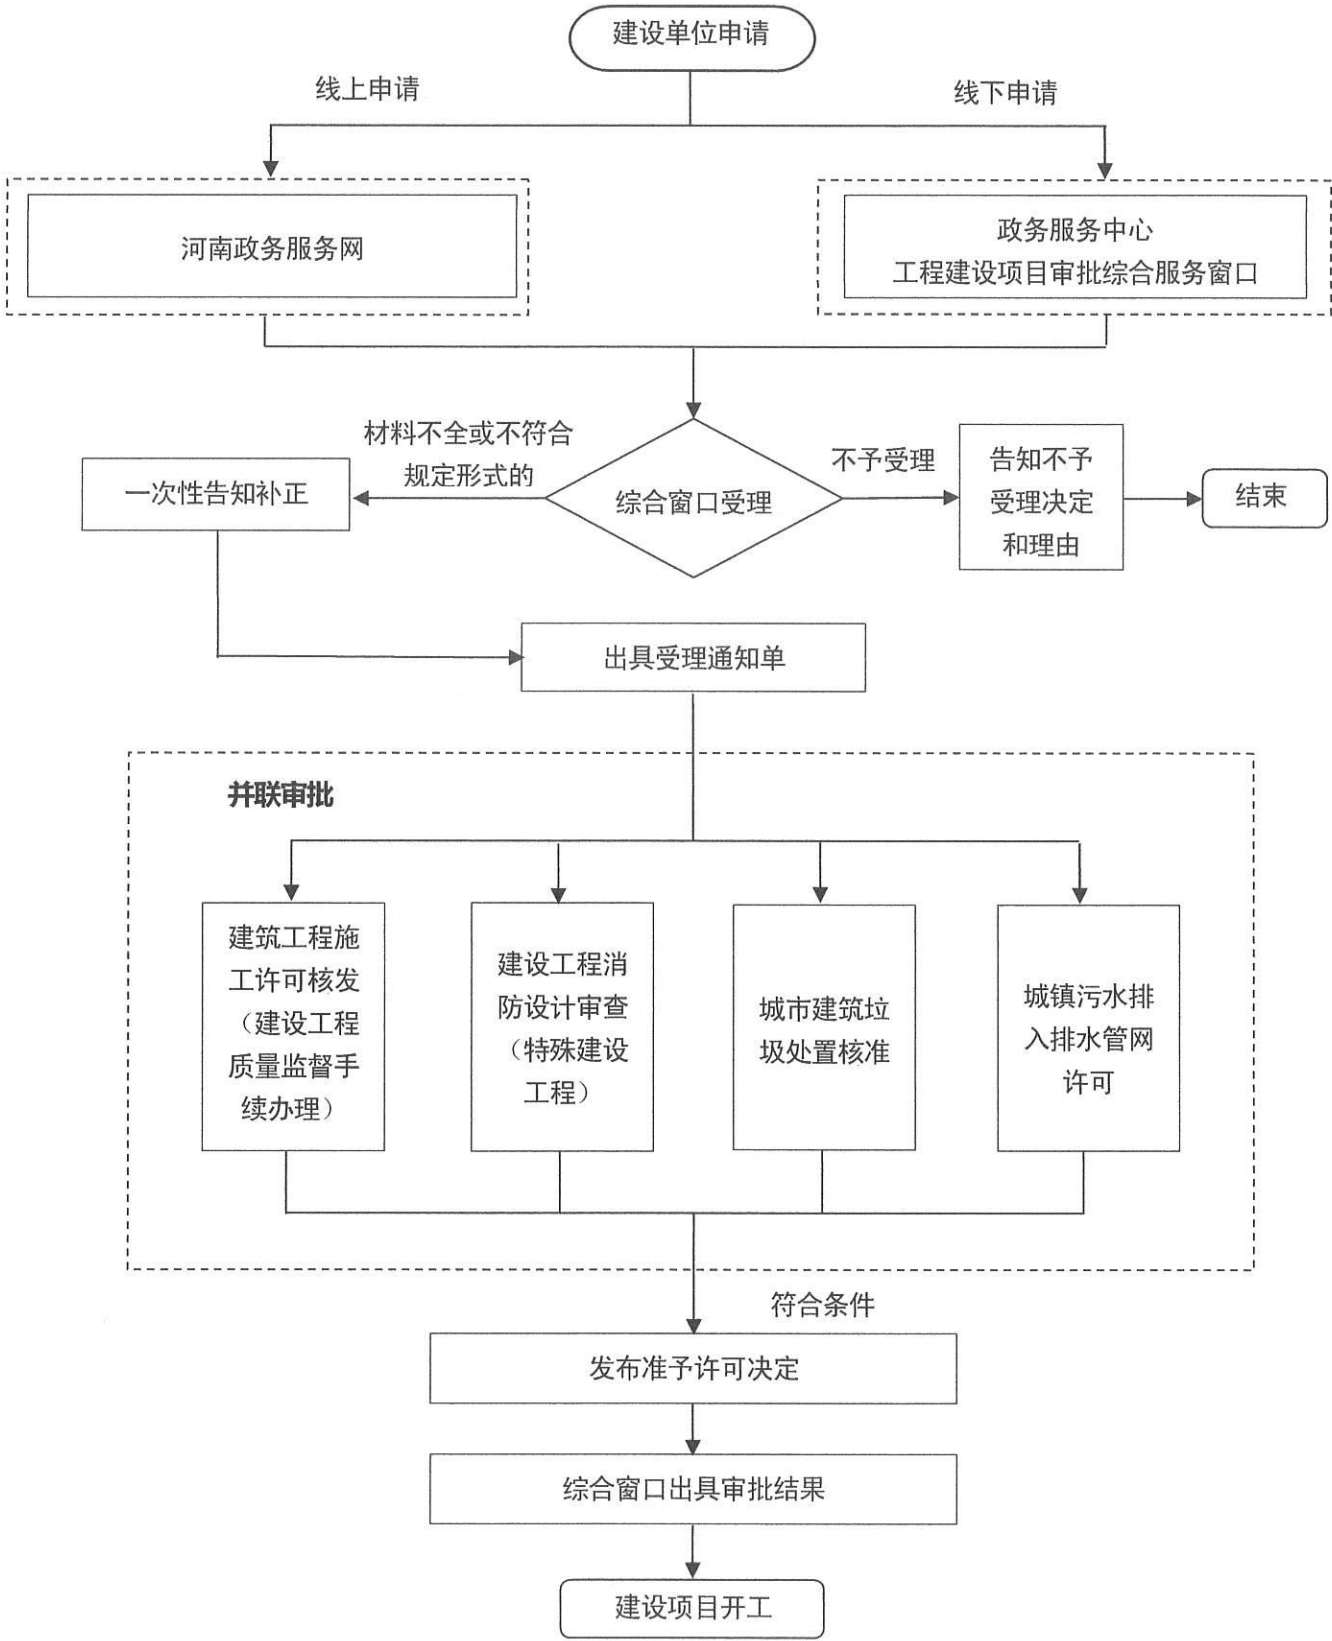 建设单位申请
线上申请
线下申请
河南政务服务网
政务服务中心
工程建设项目审批综合服务窗口
材料不全或不符合
规定形式的
不予受理
一次性告知补正
综合窗口受理
告知不予
受理决定
和理由
结束
出具受理通知单
并联审批
建筑工程施
工许可核发
（建设工程
质量监督手
续办理）
建设工程消
防设计审查
（特殊建设
工程）
城市建筑垃
圾处置核准
城镇污水排
入排水管网
许可
符合条件
发布准予许可决定
综合窗口出具审批结果
建设项目开工